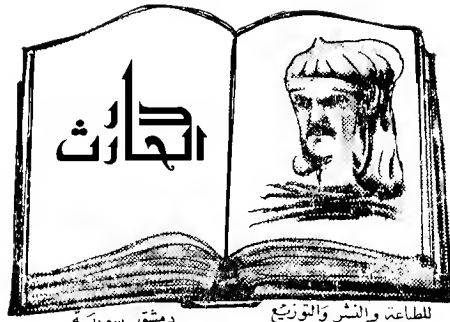 دار
الحارث
للطباعة والنشر والتوزيع
دمشق سورية